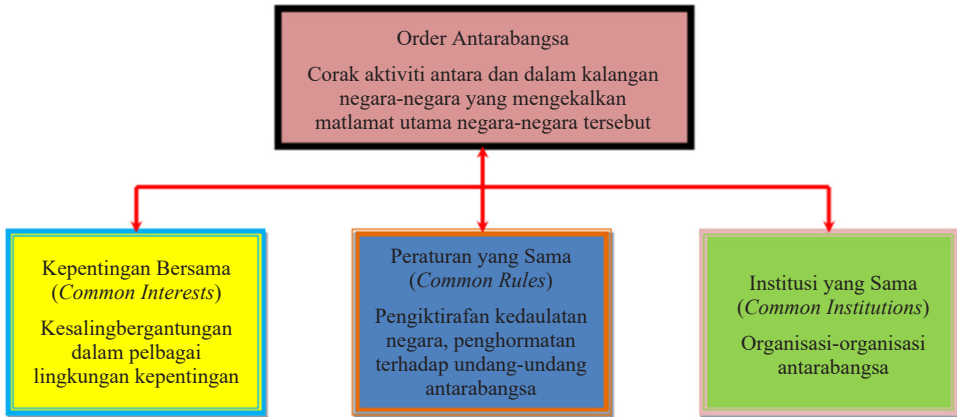 Order Antarabangsa
Corak aktiviti antara dan dalam kalangan
negara-negara yang mengekalkan
matlamat utama negara-negara tersebut
Kepentingan Bersama
(Common Interests)
Kesalingbergantungan
dalam pelbagai
lingkungan kepentingan
Peraturan yang Sama
(Common Rules)
Pengiktirafan kedaulatan
negara, penghormatan
terhadap undang-undang
antarabangsa
Institusi yang Sama
(Common Institutions)
Organisasi-organisasi
antarabangsa